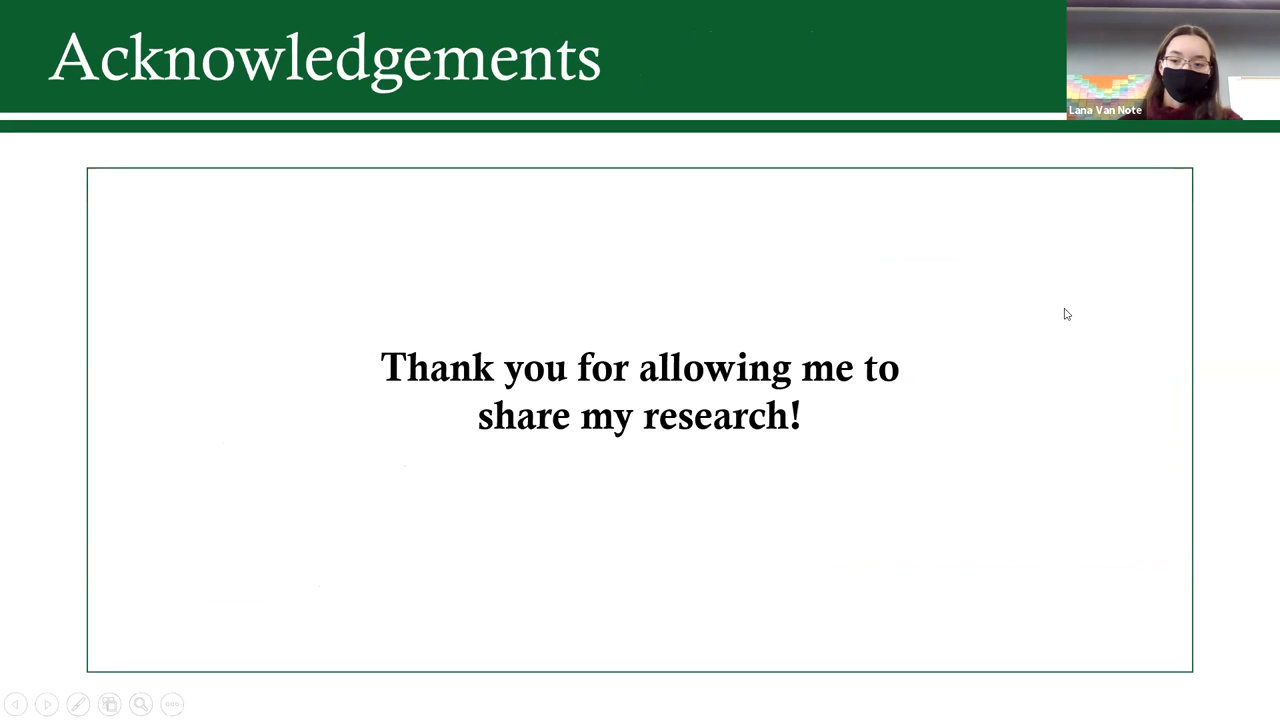 Acknowledgements
Lana Van Note
Thank you for allowing me to
share my research!